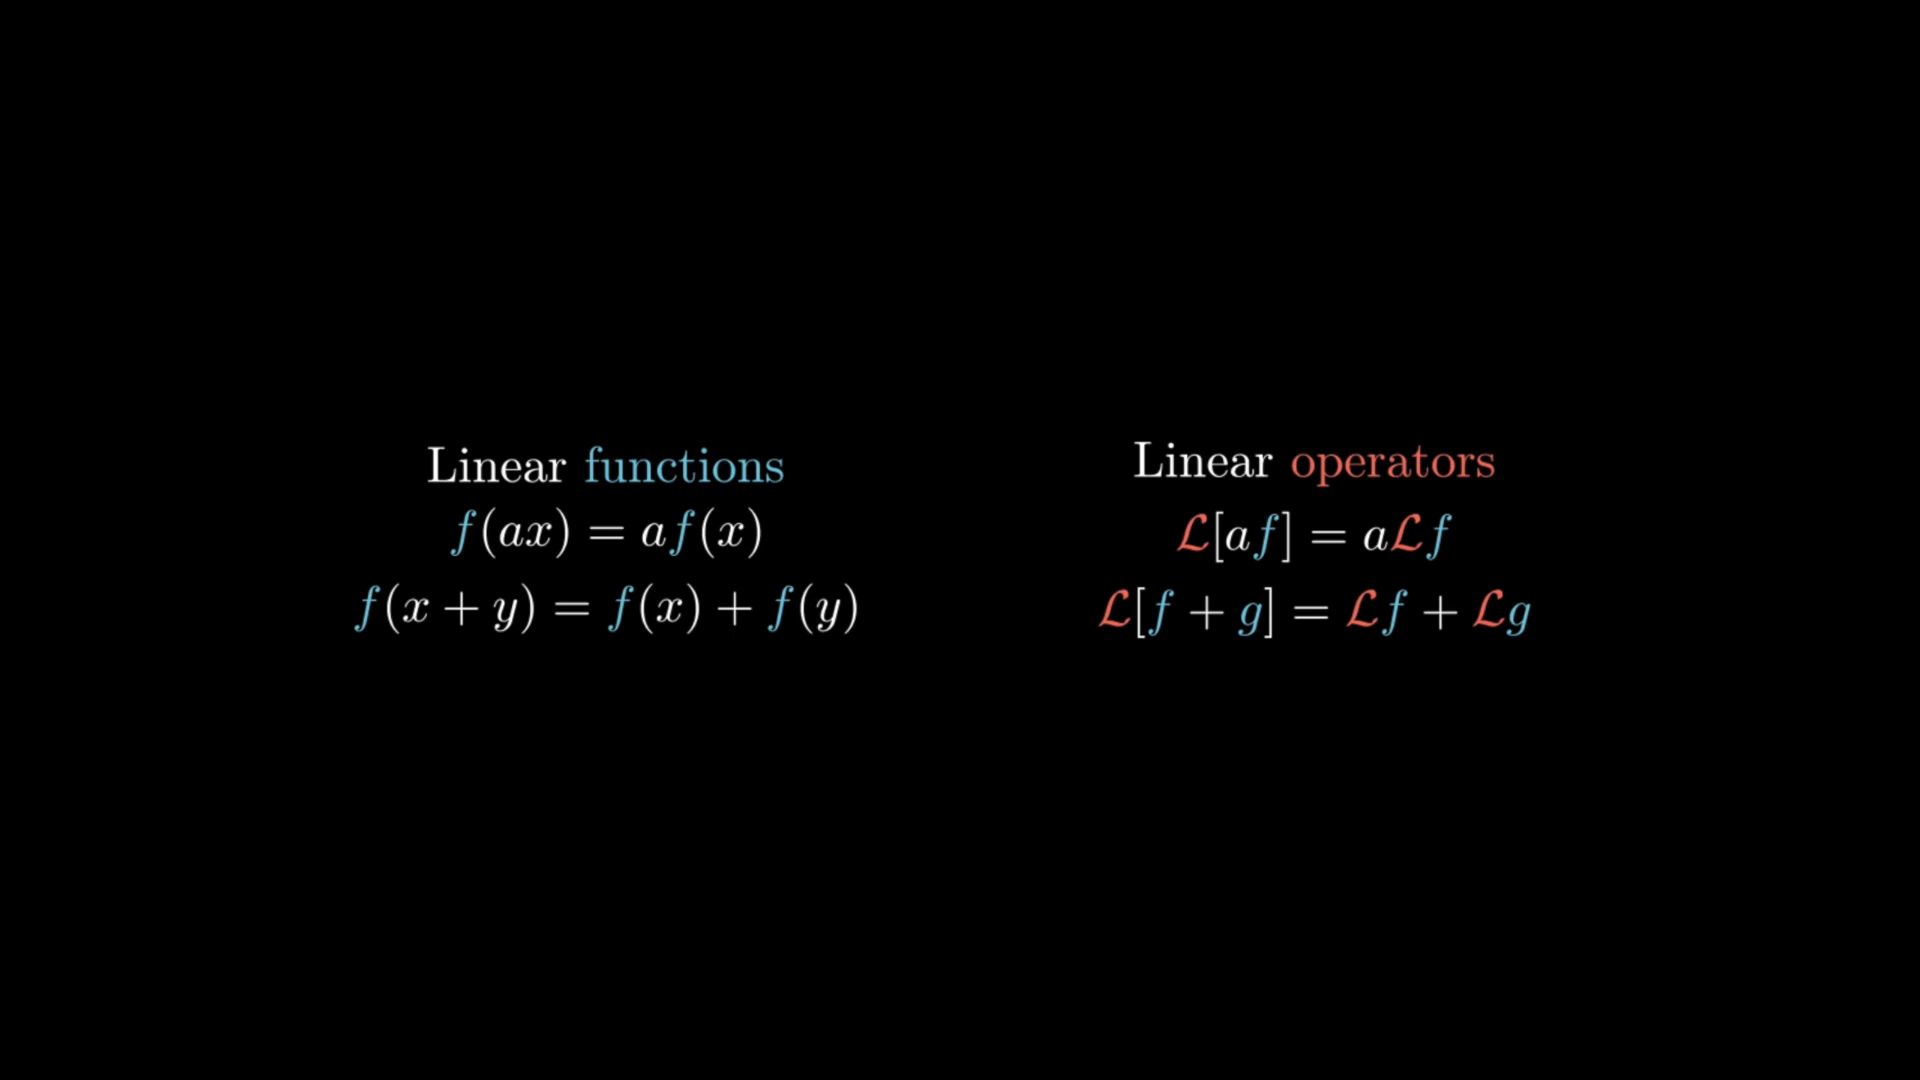 Linear functions
f(ax) = af(x)
f(x + y) = f(x) + f(y)
Linear operators
ℒ[af] = aℒf
ℒ[f + g] = ℒf + ℒg